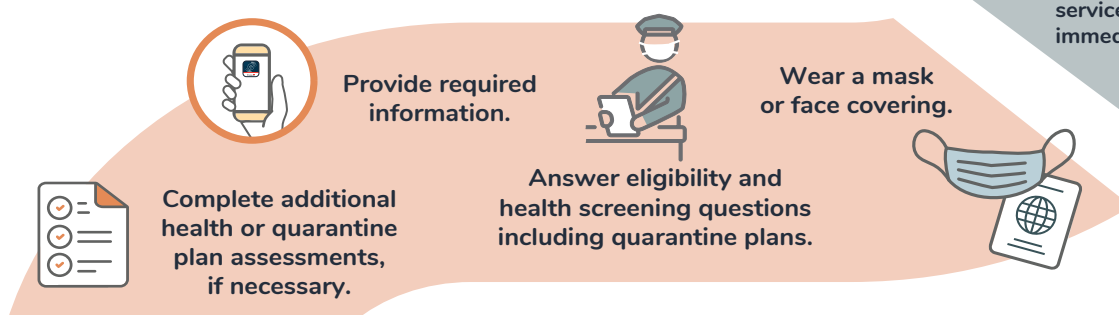 immed
Wear a mask
or face covering.
Answer eligibility and
health screening questions
including quarantine plans.
Provide required
information.
Complete additional
health or quarantine
plan assessments,
if necessary.